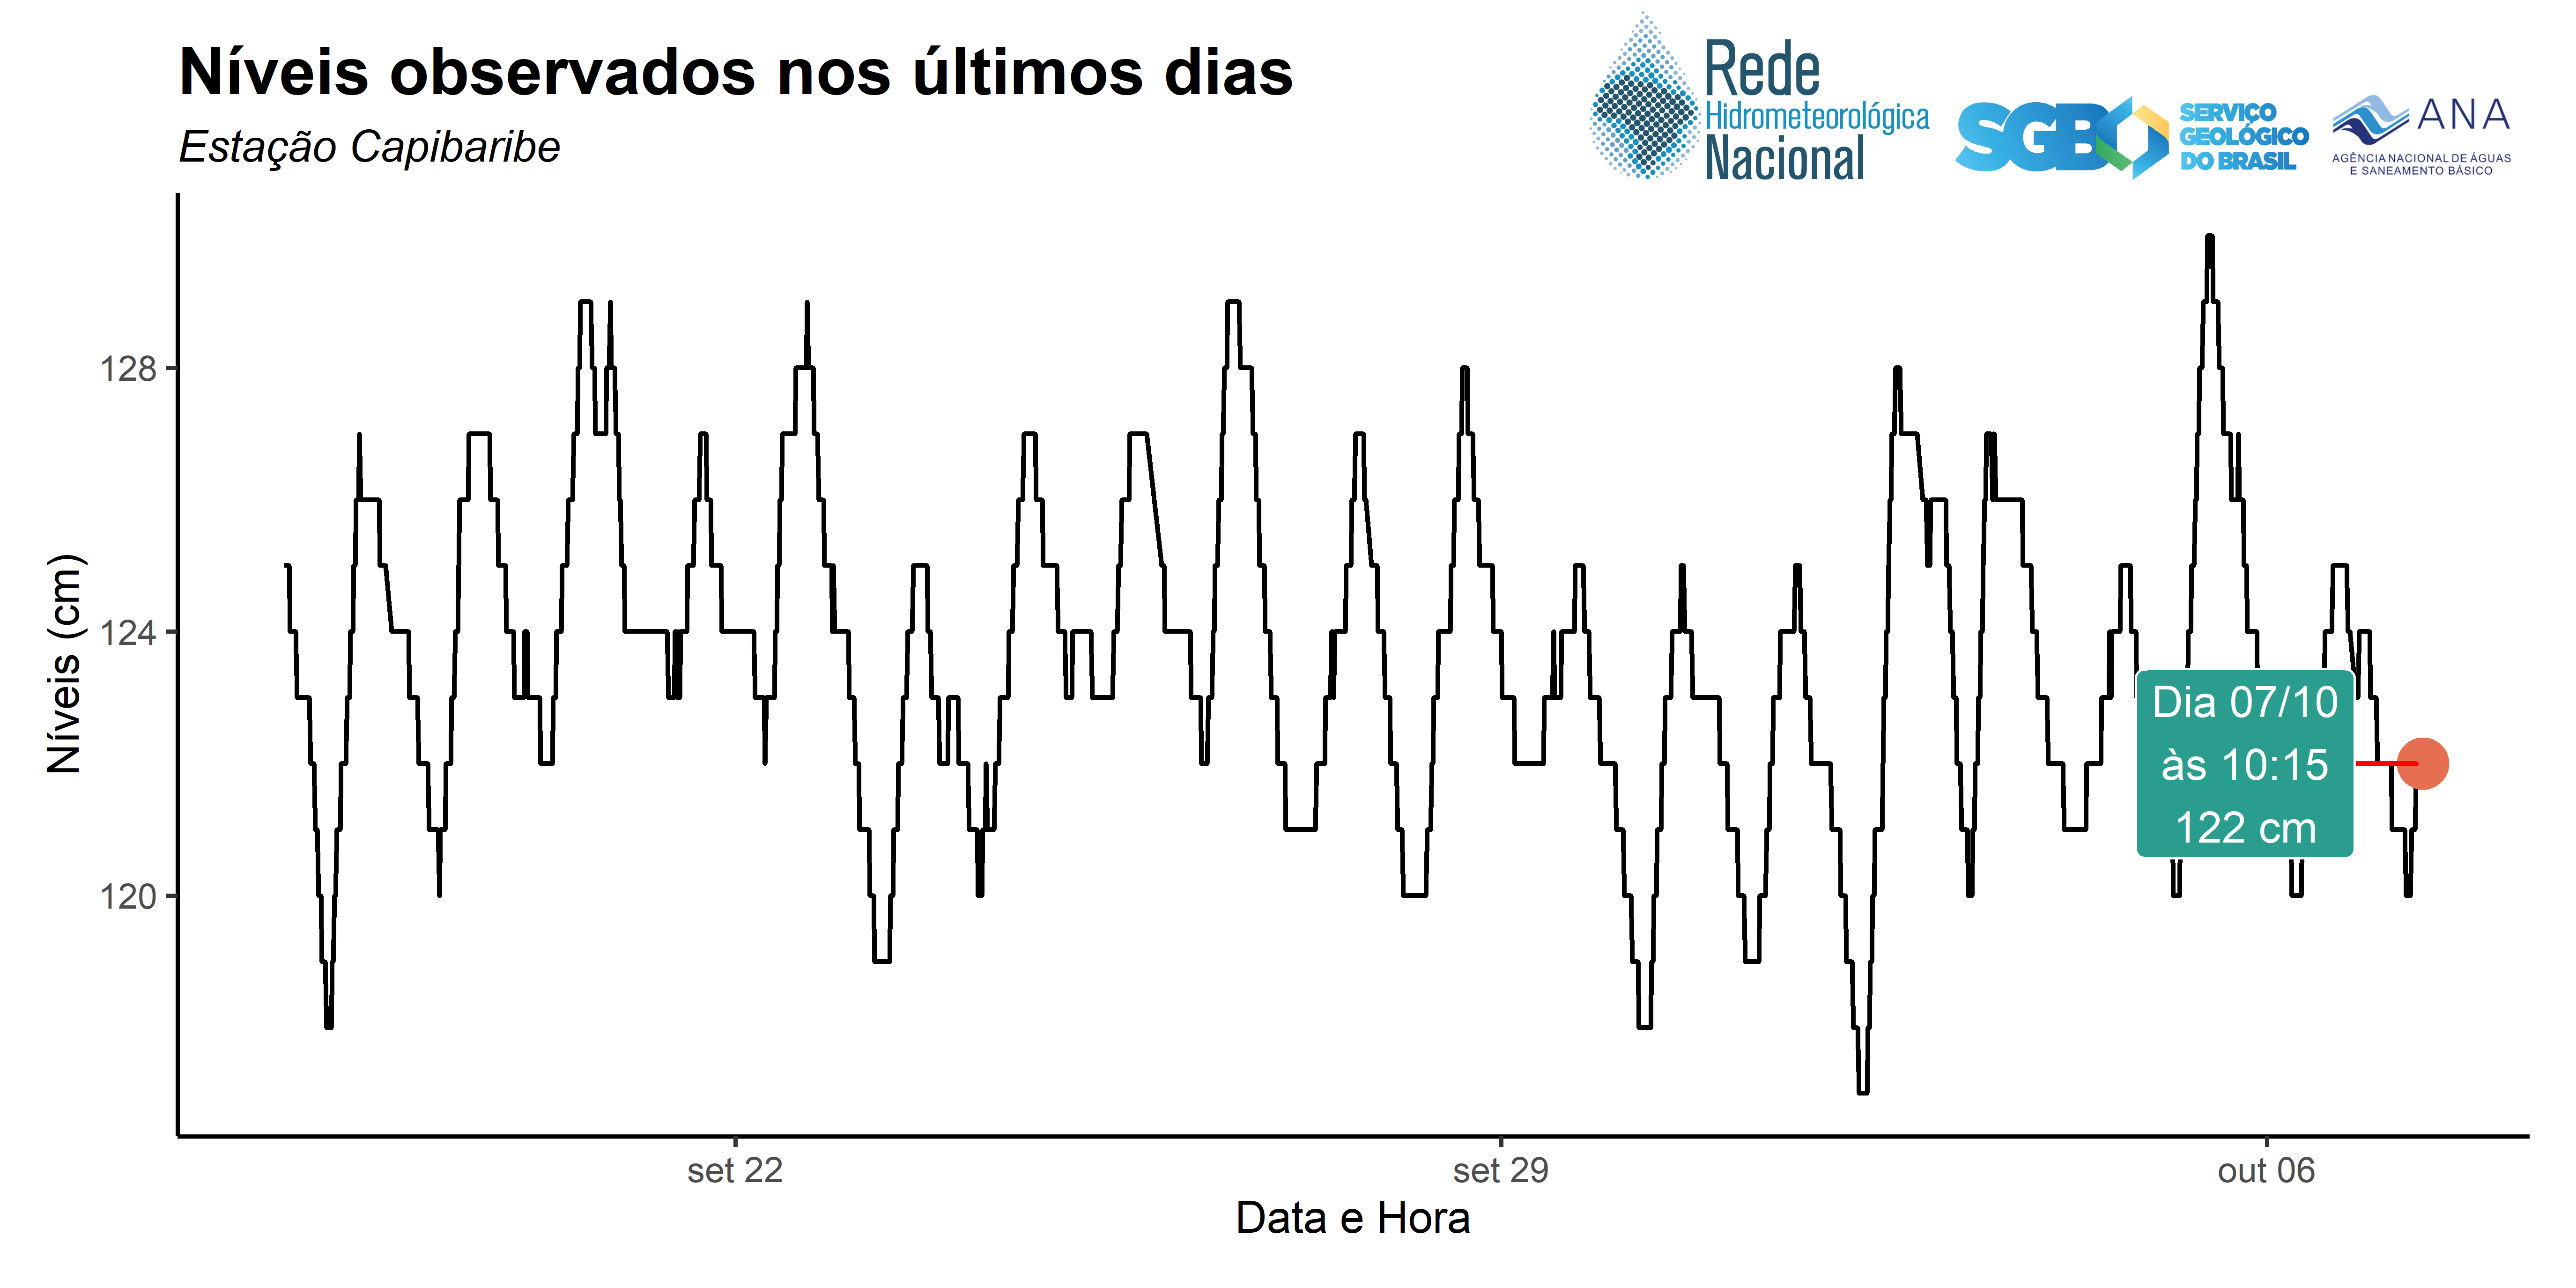 Níveis observados nos últimos dias
Estação Capibaribe
Rede
Hidrometeorológica
Nacional
SGB
SERVIÇO
GEOLÓGICO
DO BRASIL
ANA
AGÊNCIA NACIONAL DE ÁGUAS
E SANEAMENTO BÁSICO
Níveis (cm)
128
124
120
Dia 07/10
às 10:15
122 cm
set 22
set 29
out 06
Data e Hora